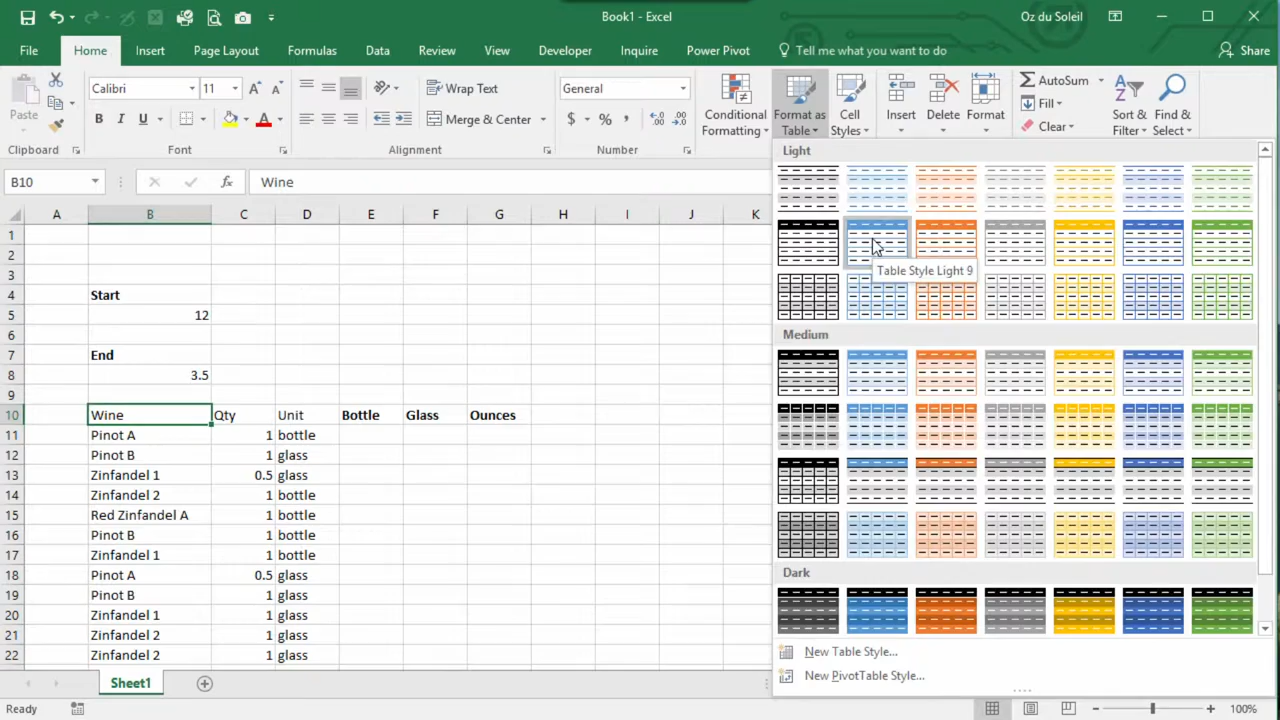 Book1 - Excel
Oz du Soleil
File Home Insert Page Layout Formulas Data Review View Developer Inquire Power Pivot Tell me what you want to do Share
Calibri 11
Wrap Text
General
AutoSum
Paste
B I U A
Merge & Center
$ % ,
Conditional Formatting
Format as Table
Cell Styles
Insert Delete Format
Fill
Clear
Sort & Filter
Find & Select
Clipboard Font Alignment Number
B10 fx Wine
A B C D E F G H I J K
1
2
3
4 Start
5 12
6
7 End
8 3.5
9
10 Wine Qty Unit Bottle Glass Ounces
11 Pinot A 1 bottle
12 Pinot B 1 glass
13 Zinfandel 1 0.5 glass
14 Zinfandel 2 1 bottle
15 Red Zinfandel A 1 bottle
16 Pinot B 1 bottle
17 Zinfandel 1 1 bottle
18 Pinot A 0.5 glass
19 Pinot B 1 glass
20 Zinfandel 1 1 glass
21 Zinfandel 2 1 glass
22 Zinfandel 2 1 glass
Light
Table Style Light 9
Medium
Dark
New Table Style...
New PivotTable Style...
Sheet1
Ready
100%